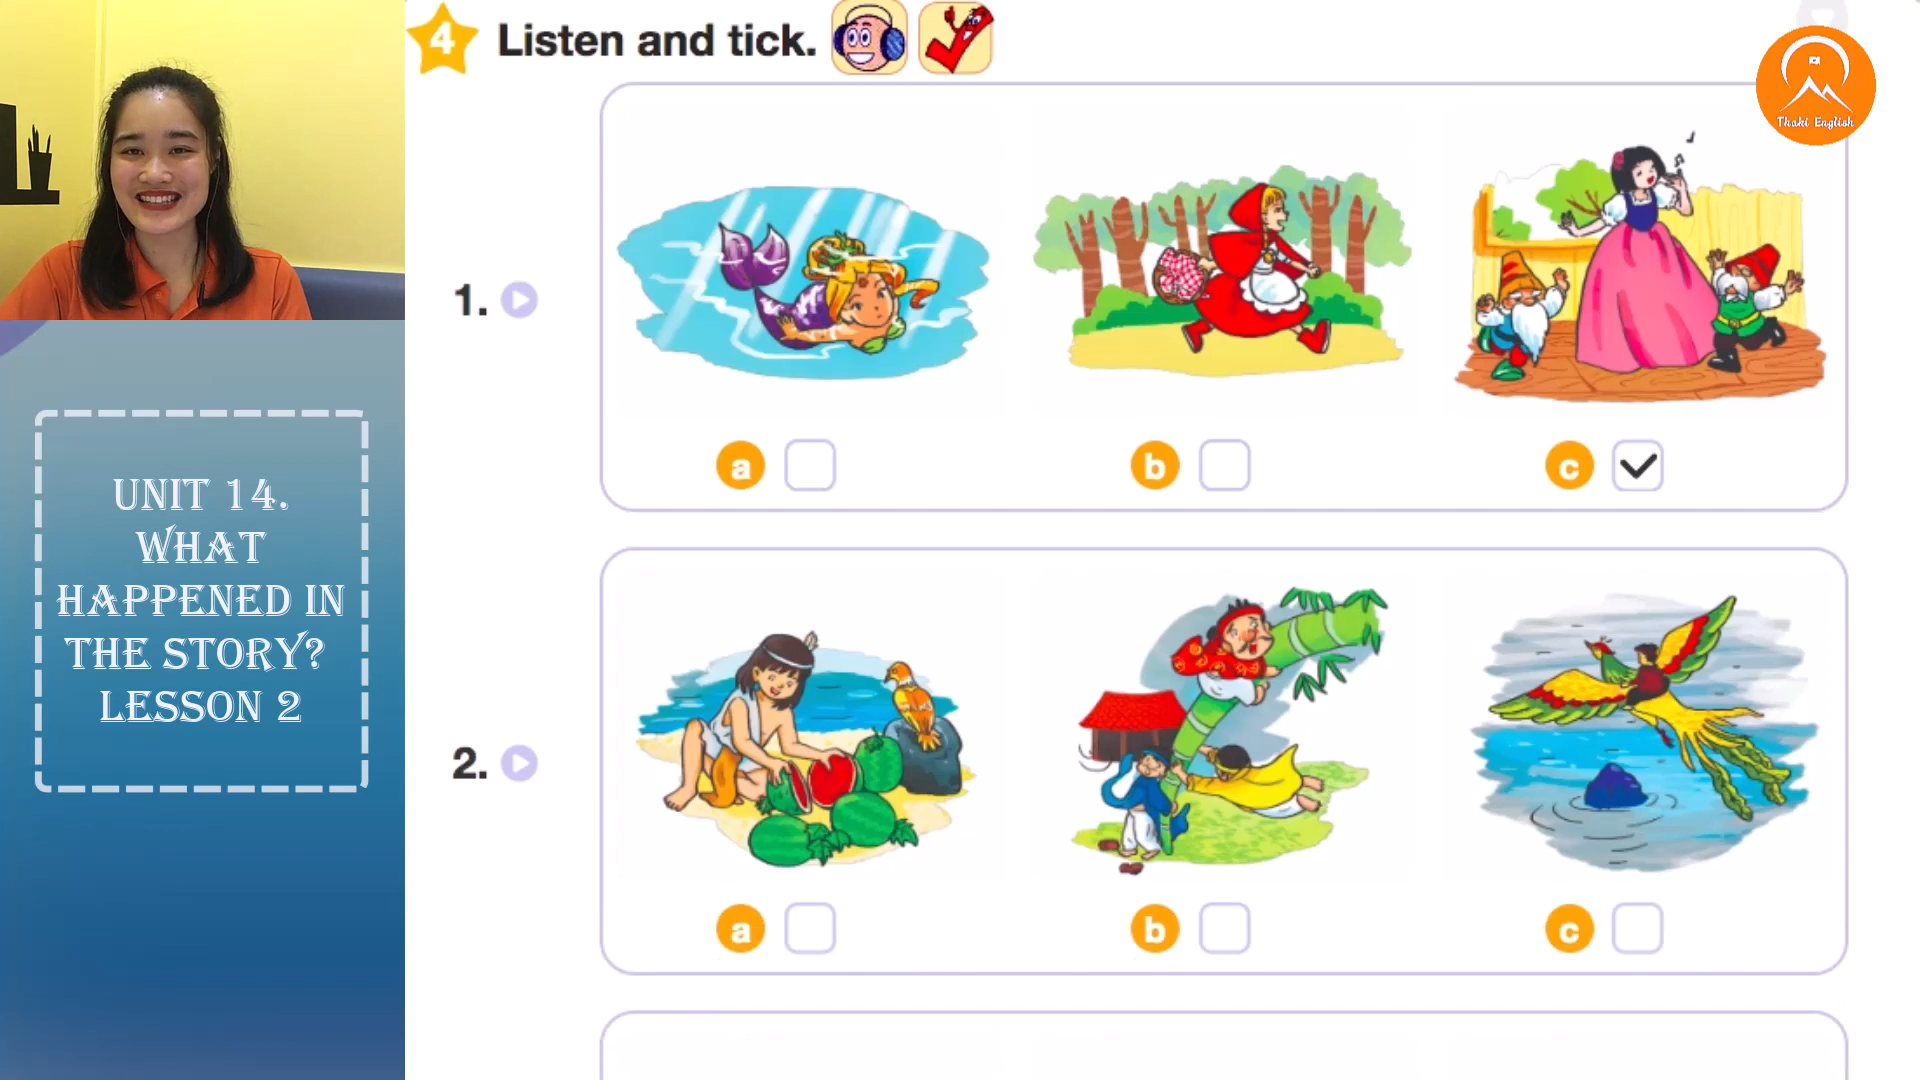 4 Listen and tick.
Thaki English
1.
a b c
UNIT 14.
WHAT
HAPPENED IN
THE STORY?
LESSON 2
2.
a b c